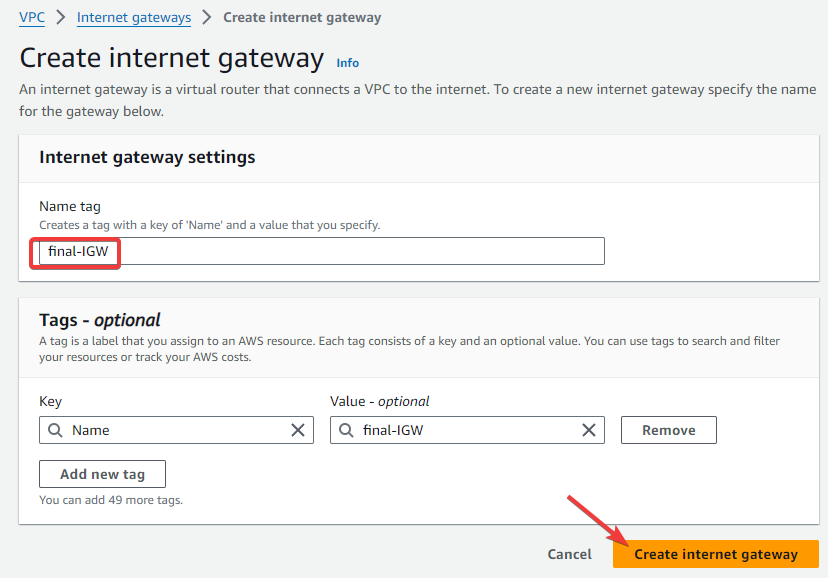 VPC > Internet gateways > Create internet gateway
Create internet gateway Info
An internet gateway is a virtual router that connects a VPC to the internet. To create a new internet gateway specify the name
for the gateway below.
Internet gateway settings
Name tag
Creates a tag with a key of 'Name' and a value that you specify.
final-IGW
Tags - optional
A tag is a label that you assign to an AWS resource. Each tag consists of a key and an optional value. You can use tags to search and filter
your resources or track your AWS costs.
Key Value - optional
Name final-IGW Remove
Add new tag
You can add 49 more tags.
Cancel Create internet gateway